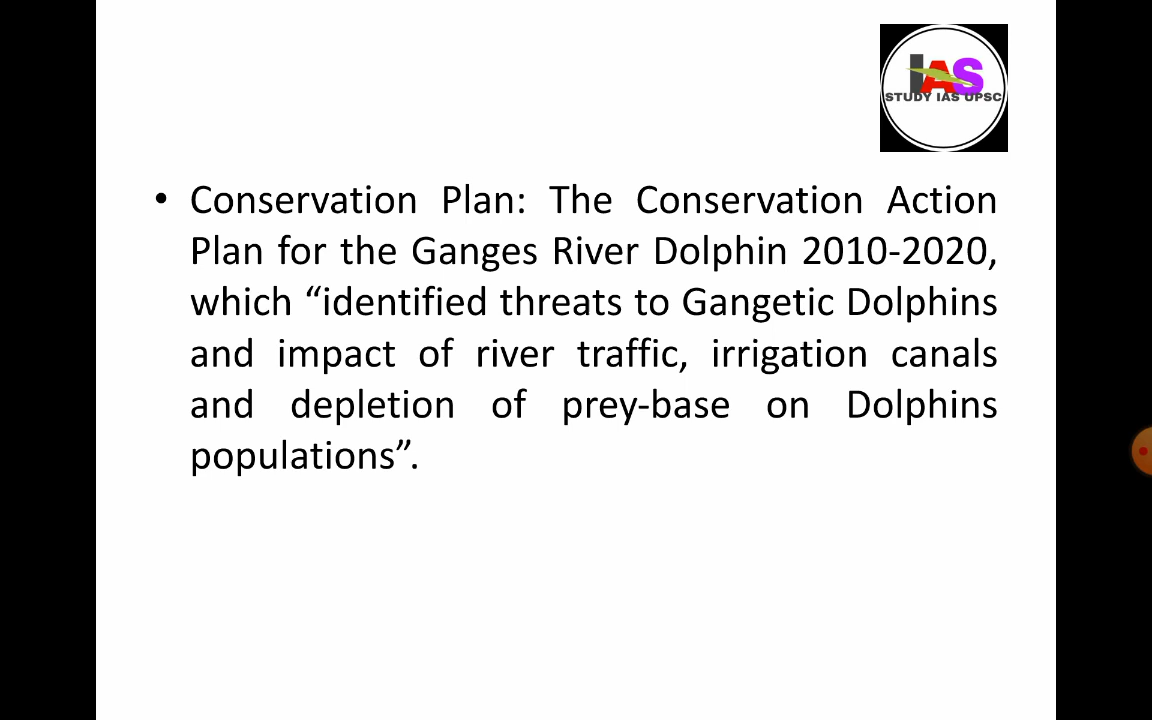 IAS
STUDY IAS UPSC
• Conservation Plan: The Conservation Action
Plan for the Ganges River Dolphin 2010-2020,
which “identified threats to Gangetic Dolphins
and impact of river traffic, irrigation canals
and depletion of prey-base on Dolphins
populations”.